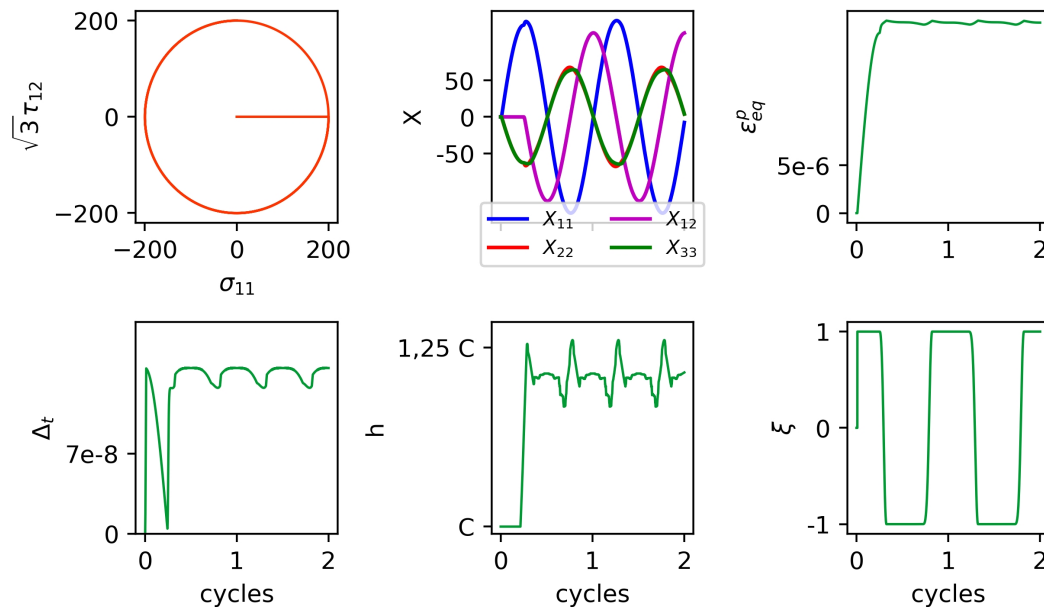 200
0
−200
−200 0 200
√3 τ12
σ11
50
0
-50
X
X11 X12
X22 X33
5e-6
0
0 1 2
ε^p_eq
7e-8
0
0 1 2
Δt
cycles
1,25 C
C
0 1 2
h
cycles
1
0
-1
0 1 2
ξ
cycles